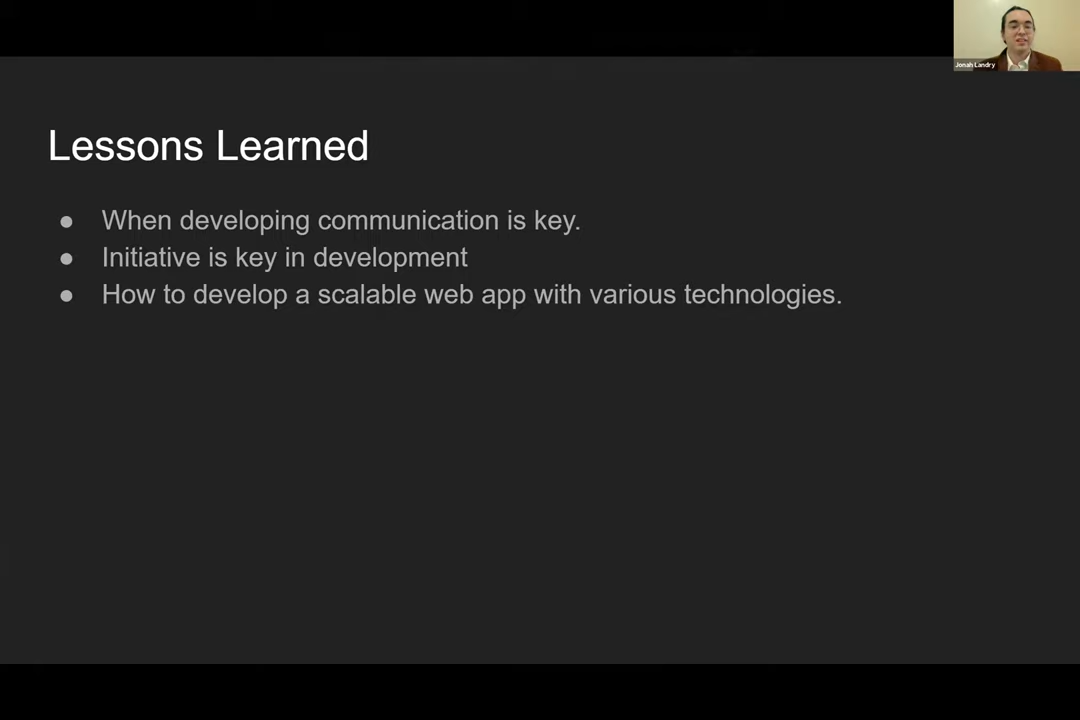 Jonah Landry
Lessons Learned
● When developing communication is key.
● Initiative is key in development
● How to develop a scalable web app with various technologies.